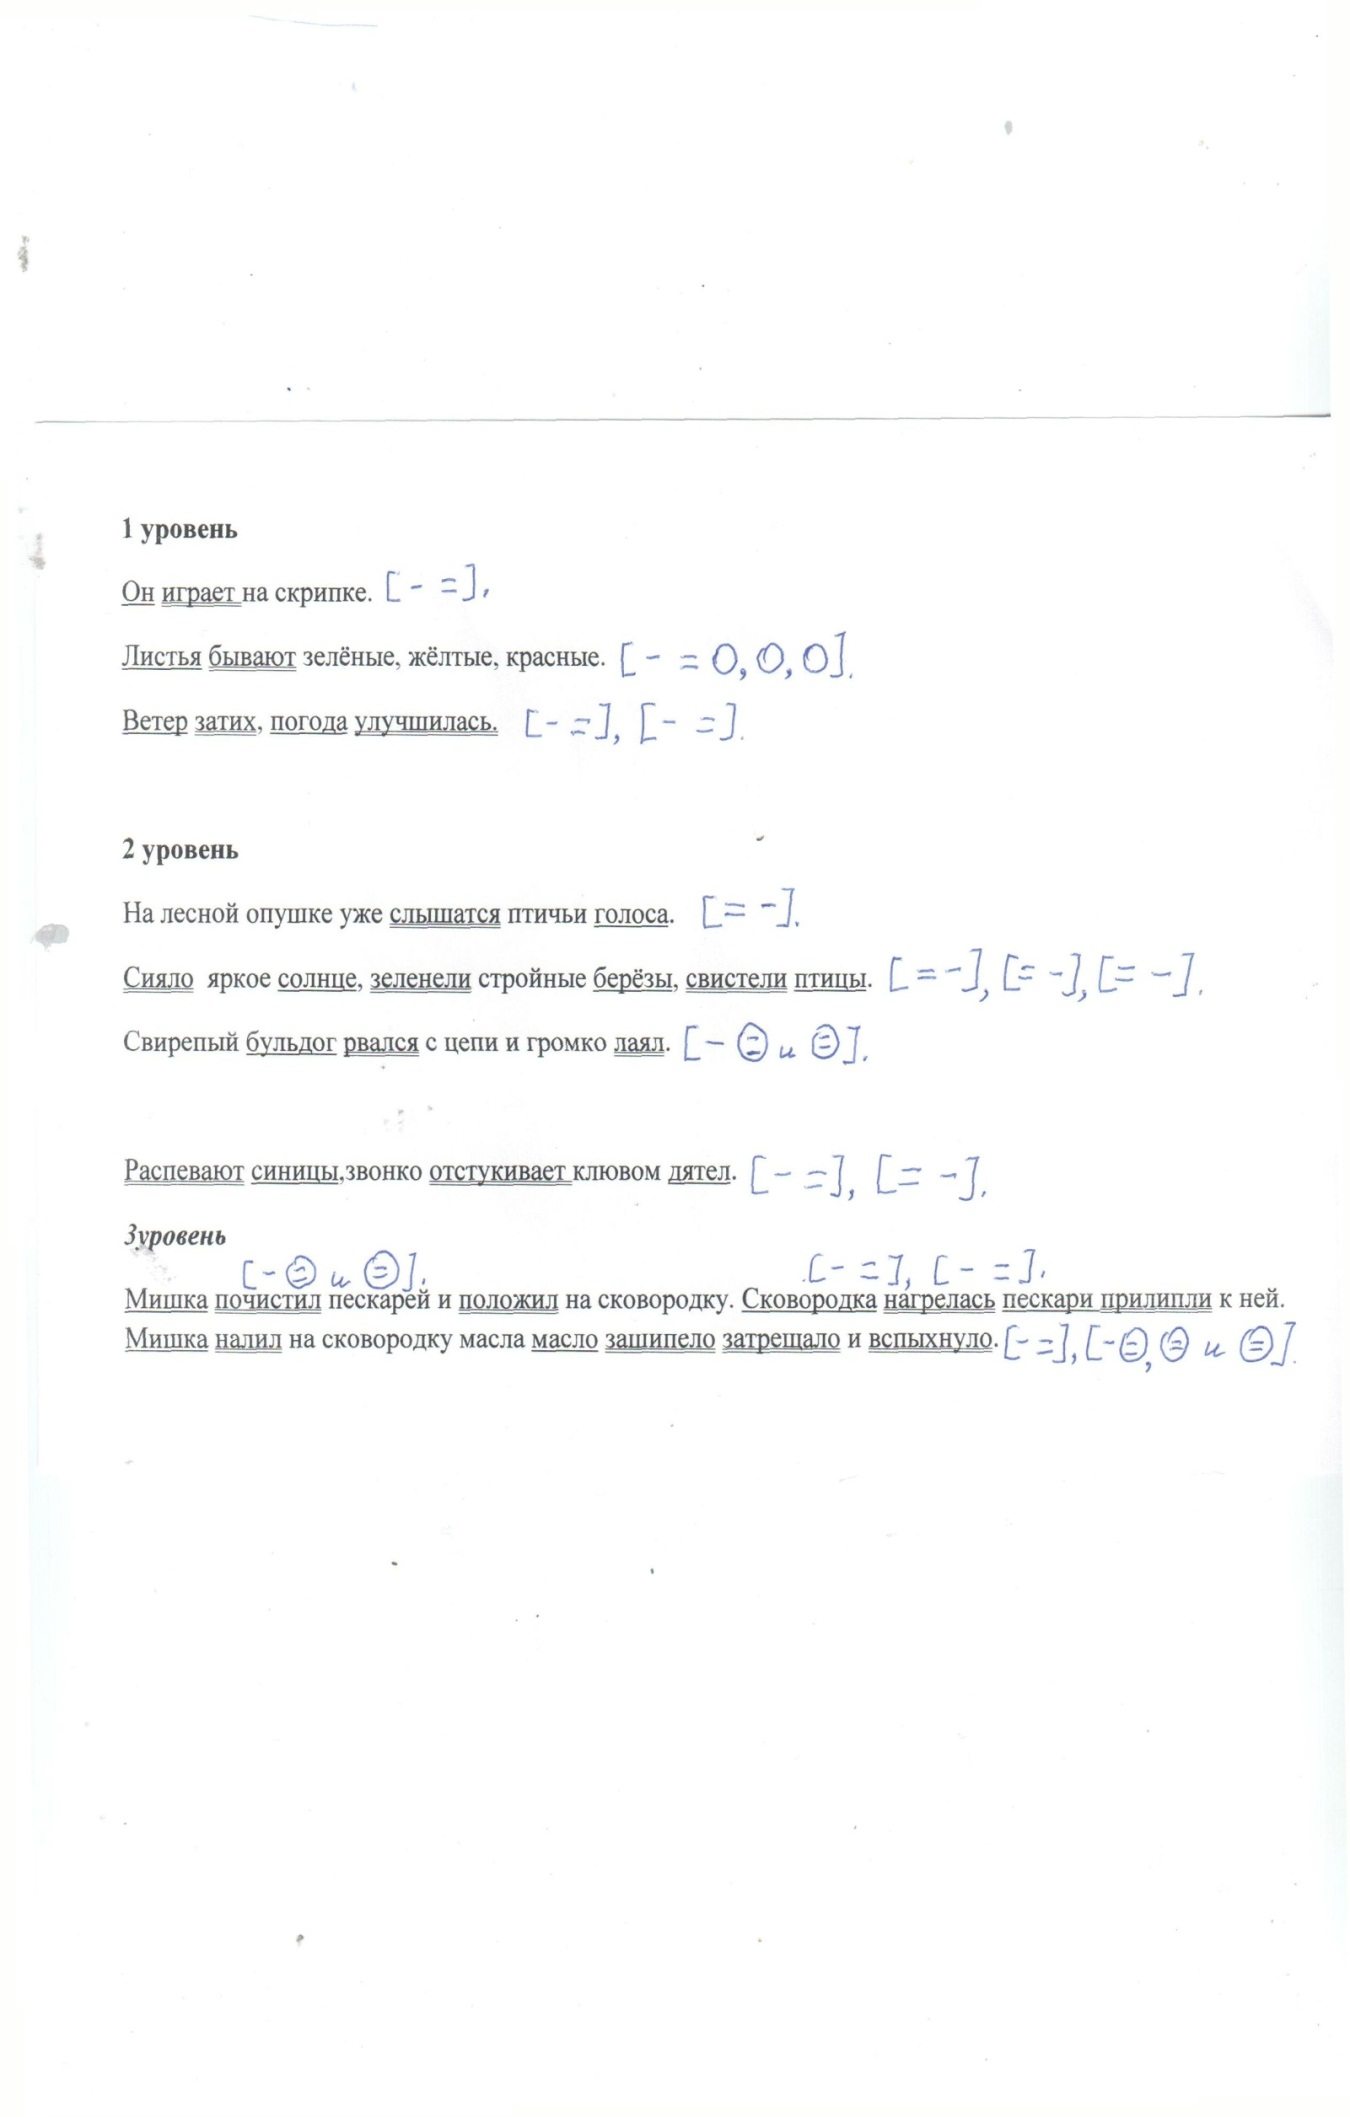 1 уровень
Он играет на скрипке. [- =],
Листья бывают зелёные, жёлтые, красные. [- = O, O, O].
Ветер затих, погода улучшилась. [- =], [- =].
2 уровень
На лесной опушке уже слышатся птичьи голоса. [= -].
Сияло яркое солнце, зеленели стройные берёзы, свистели птицы. [= -], [= -], [= -].
Свирепый бульдог рвался с цепи и громко лаял. [- ⊜ и ⊜].
Распевают синицы,звонко отстукивает клювом дятел. [- =], [= -].
3уровень
[- ⊜ и ⊜]. [- =], [- =].
Мишка почистил пескарей и положил на сковородку. Сковородка нагрелась пескари прилипли к ней.
Мишка налил на сковородку масла масло зашипело затрещало и вспыхнуло. [- =], [- ⊜, ⊜ и ⊜].